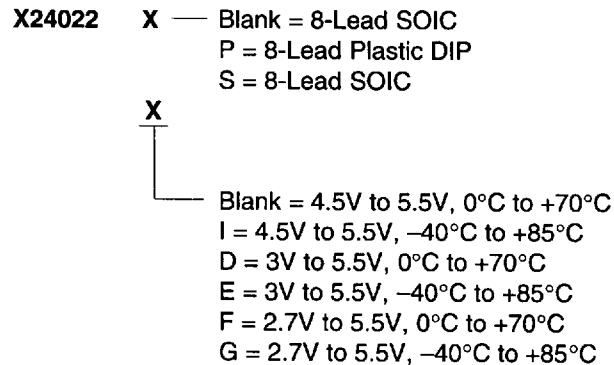 X24022 X — Blank = 8-Lead SOIC
P = 8-Lead Plastic DIP
S = 8-Lead SOIC
X
Blank = 4.5V to 5.5V, 0°C to +70°C
I = 4.5V to 5.5V, –40°C to +85°C
D = 3V to 5.5V, 0°C to +70°C
E = 3V to 5.5V, –40°C to +85°C
F = 2.7V to 5.5V, 0°C to +70°C
G = 2.7V to 5.5V, –40°C to +85°C